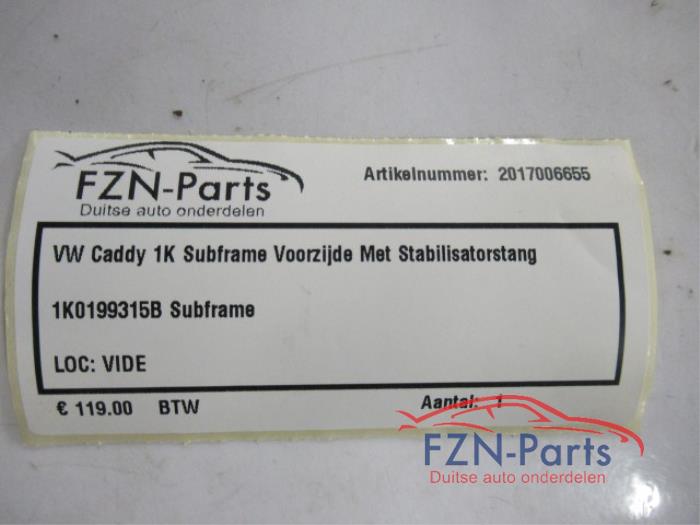 FZN-Parts
Duitse auto onderdelen
Artikelnummer: 2017006655
VW Caddy 1K Subframe Voorzijde Met Stabilisatorstang
1K0199315B Subframe
LOC: VIDE
€ 119.00 BTW
Aantal: 1
FZN-Parts
Duitse auto onderdelen